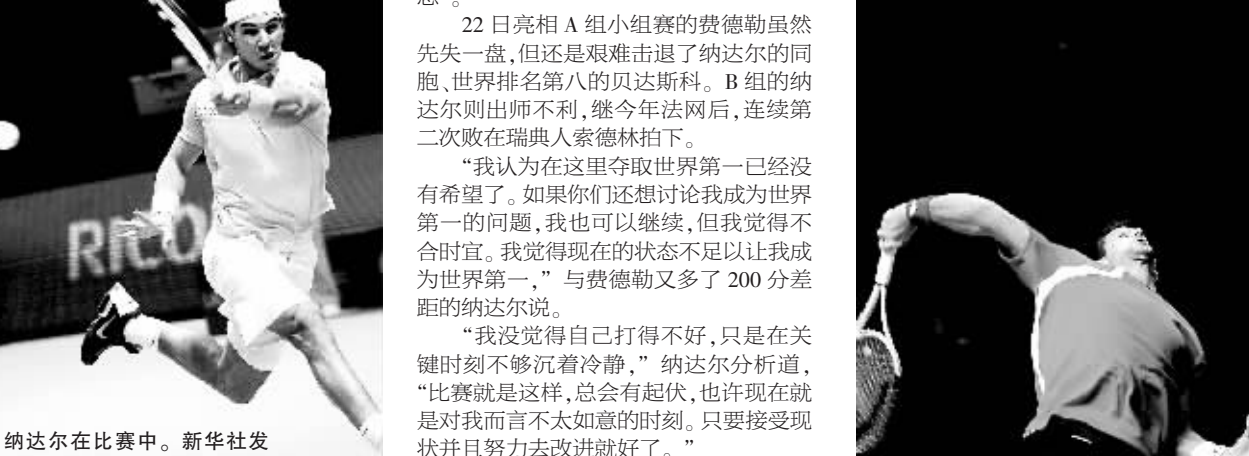 22 日亮相 A 组小组赛的费德勒虽然
先失一盘,但还是艰难击退了纳达尔的同
胞、世界排名第八的贝达斯科。B 组的纳
达尔则出师不利,继今年法网后,连续第
二次败在瑞典人索德林拍下。
“我认为在这里夺取世界第一已经没
有希望了。如果你们还想讨论我成为世界
第一的问题,我也可以继续,但我觉得不
合时宜。我觉得现在的状态不足以让我成
为世界第一,”与费德勒又多了 200 分差
距的纳达尔说。
“我没觉得自己打得不好,只是在关
键时刻不够沉着冷静,”纳达尔分析道,
“比赛就是这样,总会有起伏,也许现在就
是对我而言不太如意的时刻。只要接受现
状并且努力去改进就好了。”
纳达尔在比赛中。新华社发
RICO